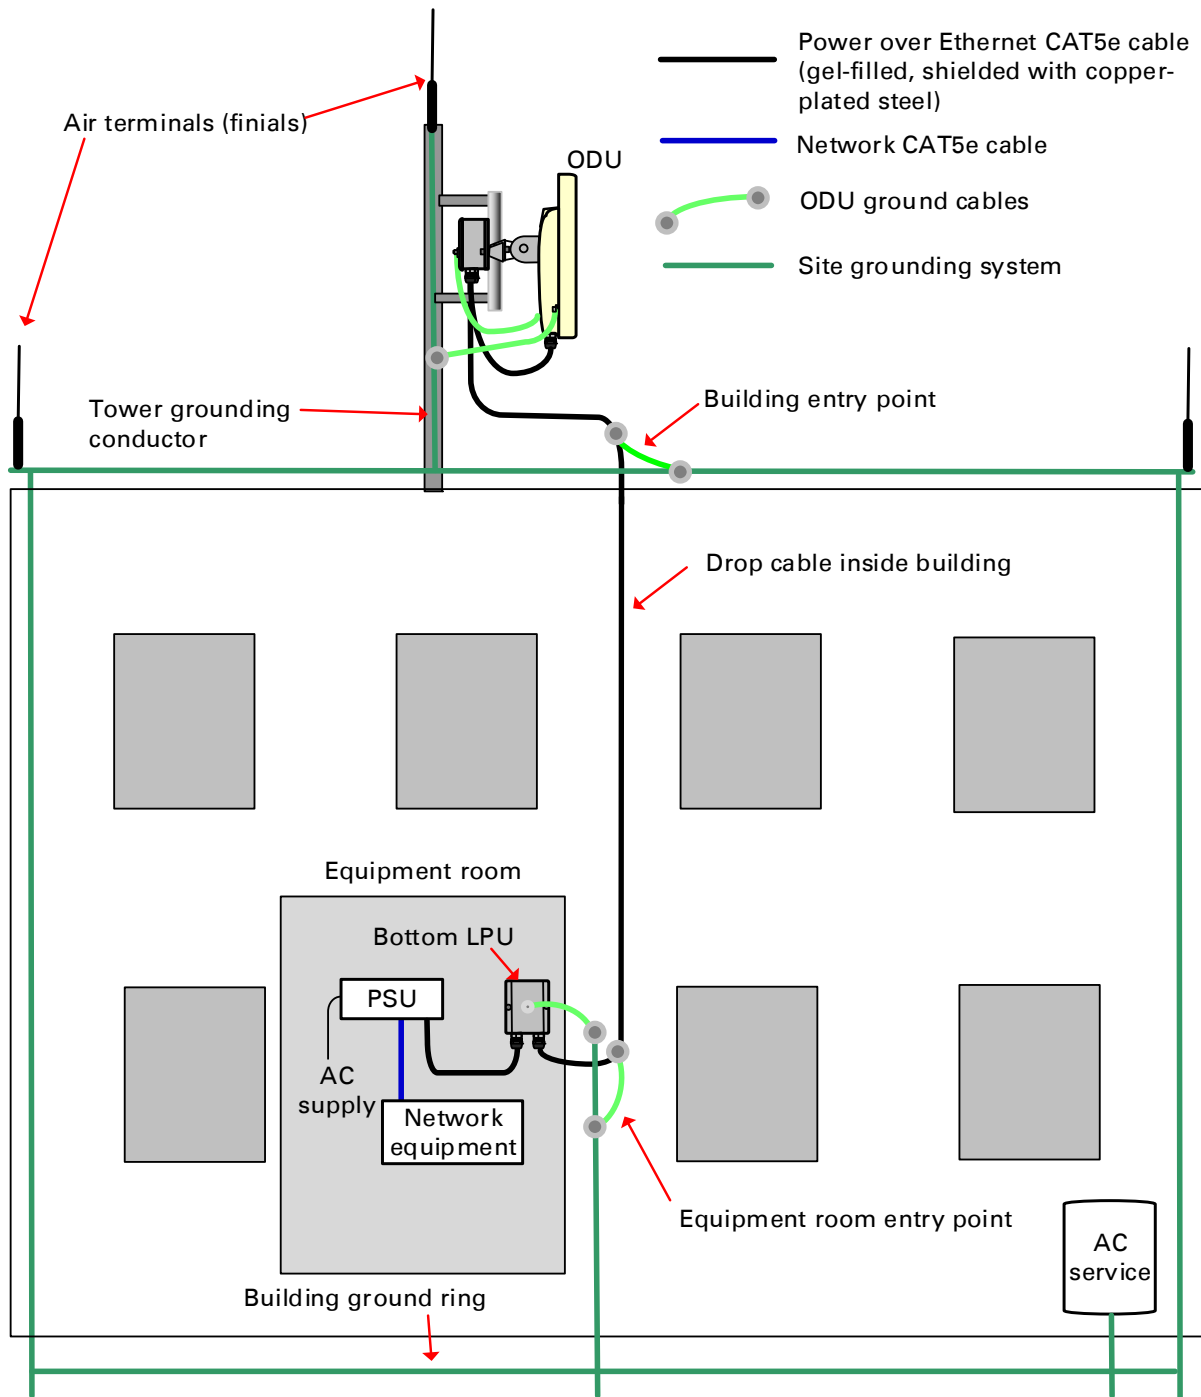 Power over Ethernet CAT5e cable
(gel-filled, shielded with copper-
plated steel)
Air terminals (finials)
Network CAT5e cable
ODU
ODU ground cables
Site grounding system
Tower grounding
conductor
Building entry point
Drop cable inside building
Equipment room
Bottom LPU
PSU
AC
supply
Network
equipment
Equipment room entry point
AC
service
Building ground ring